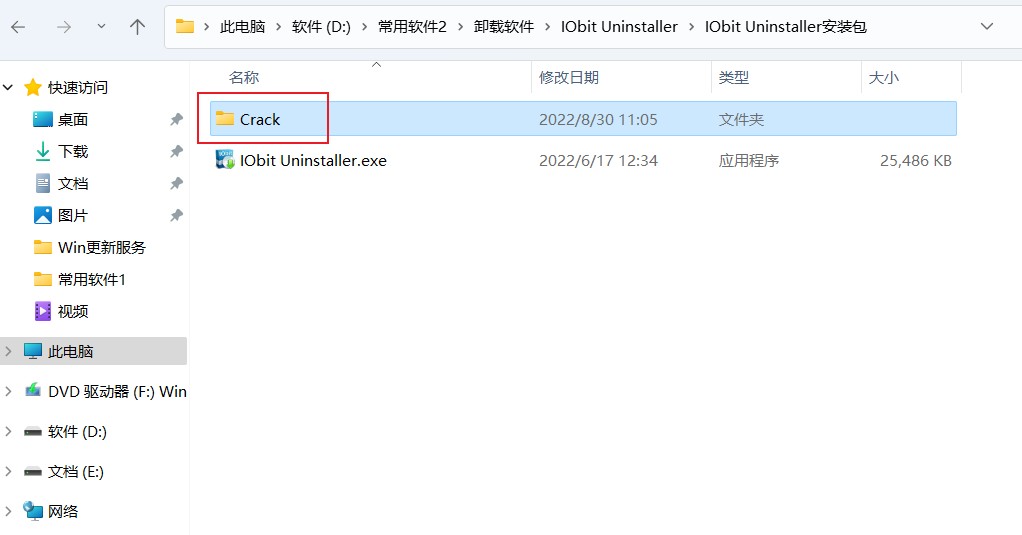 此电脑 软件 (D:) 常用软件2 卸载软件 IObit Uninstaller IObit Uninstaller安装包
名称 修改日期 类型 大小
快速访问
桌面
下载
文档
图片
Win更新服务
常用软件1
视频
此电脑
DVD 驱动器 (F:) Win
软件 (D:)
文档 (E:)
网络
Crack 2022/8/30 11:05 文件夹
IObit Uninstaller.exe 2022/6/17 12:34 应用程序 25,486 KB